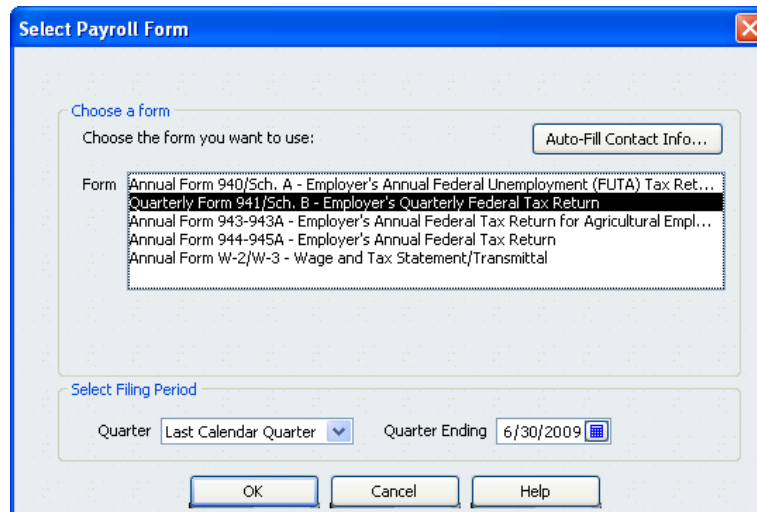 Select Payroll Form
Choose a form
Choose the form you want to use:
Auto-Fill Contact Info...
Form
Annual Form 940/Sch. A - Employer's Annual Federal Unemployment (FUTA) Tax Ret...
Quarterly Form 941/Sch. B - Employer's Quarterly Federal Tax Return
Annual Form 943-943A - Employer's Annual Federal Tax Return for Agricultural Empl...
Annual Form 944-945A - Employer's Annual Federal Tax Return
Annual Form W-2/W-3 - Wage and Tax Statement/Transmittal
Select Filing Period
Quarter Last Calendar Quarter Quarter Ending 6/30/2009
OK Cancel Help